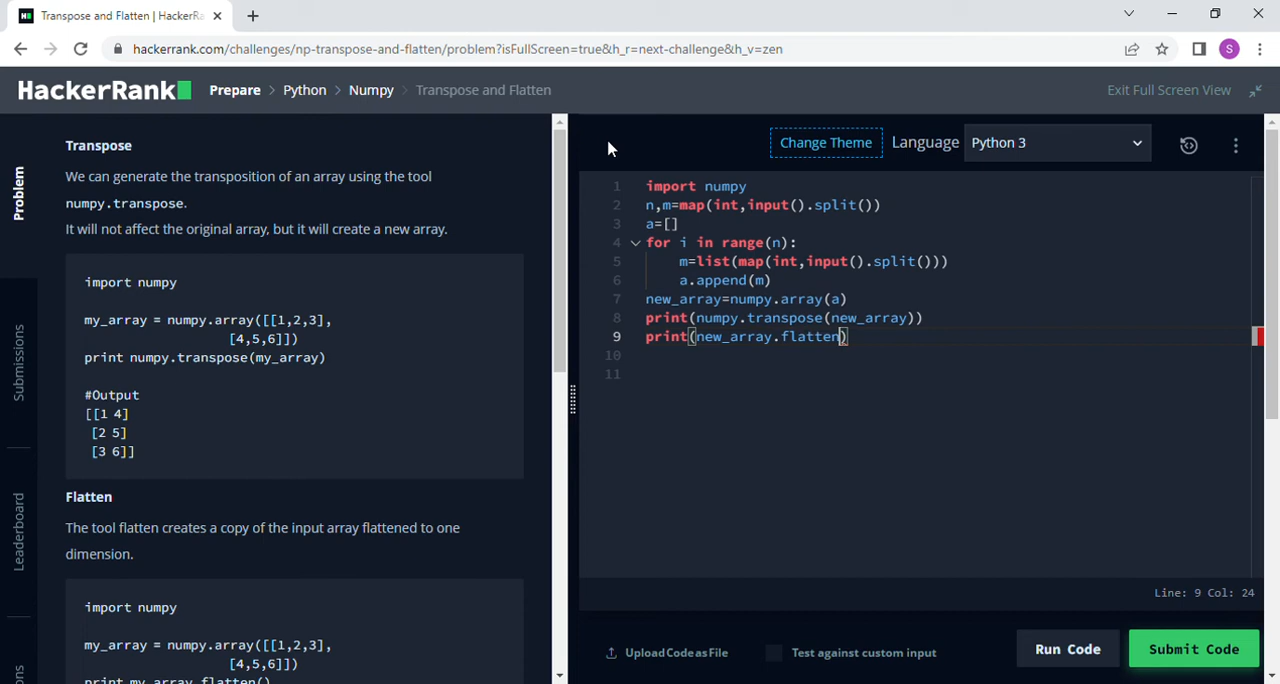 Transpose and Flatten | HackerRa
hackerrank.com/challenges/np-transpose-and-flatten/problem?isFullScreen=true&h_r=next-challenge&h_v=zen
S
HackerRank
Prepare > Python > Numpy > Transpose and Flatten
Exit Full Screen View
Problem
Submissions
Leaderboard
Transpose
We can generate the transposition of an array using the tool
numpy.transpose.
It will not affect the original array, but it will create a new array.
import numpy
my_array = numpy.array([[1,2,3],
[4,5,6]])
print numpy.transpose(my_array)
#Output
[[1 4]
[2 5]
[3 6]]
Flatten
The tool flatten creates a copy of the input array flattened to one
dimension.
import numpy
my_array = numpy.array([[1,2,3],
[4,5,6]])
print my_array.flatten()
Change Theme
Language
Python 3
1 import numpy
2 n,m=map(int,input().split())
3 a=[]
4 for i in range(n):
5 m=list(map(int,input().split()))
6 a.append(m)
7 new_array=numpy.array(a)
8 print(numpy.transpose(new_array))
9 print(new_array.flatten)
10
11
Line: 9 Col: 24
Upload Code as File
Test against custom input
Run Code
Submit Code